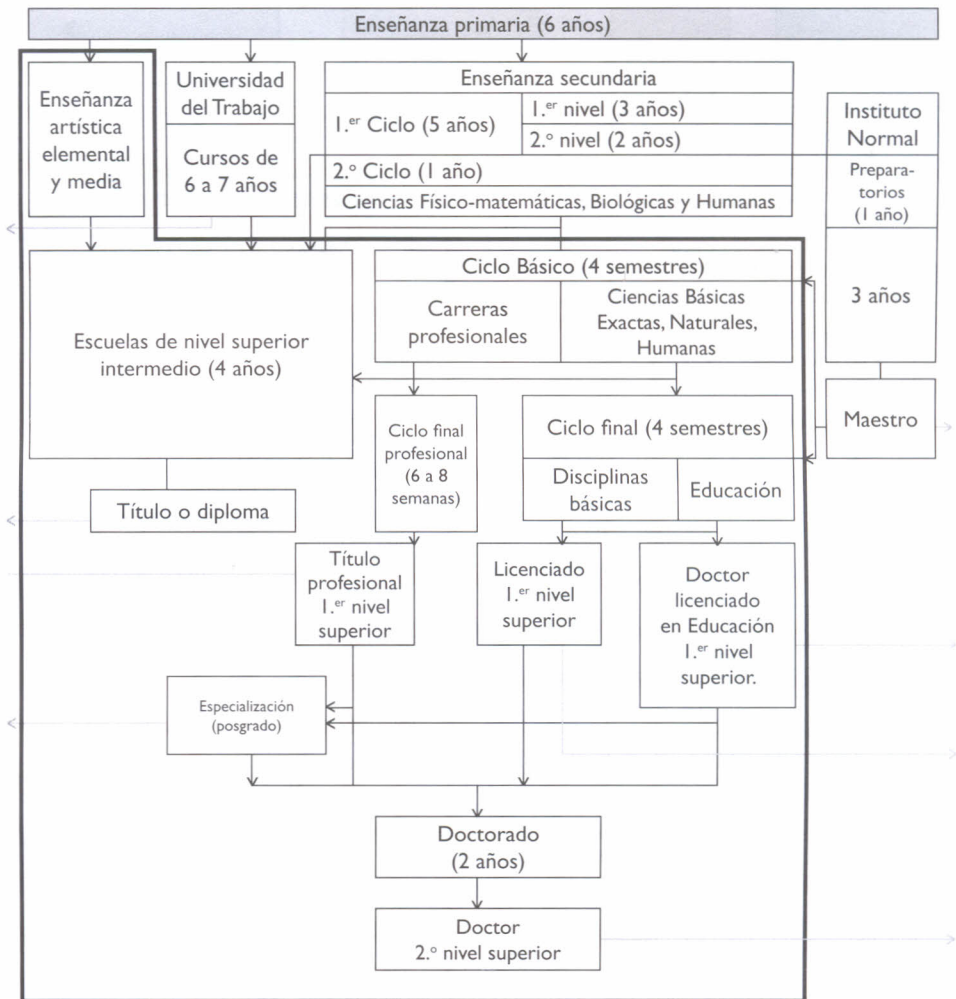 Enseñanza primaria (6 años)
Enseñanza
artística
elemental
y media
Universidad
del Trabajo
Cursos de
6 a 7 años
Enseñanza secundaria
1.er Ciclo (5 años)
1.er nivel (3 años)
2.o nivel (2 años)
2.o Ciclo (1 año)
Ciencias Físico-matemáticas, Biológicas y Humanas
Instituto
Normal
Prepara-
torios
(1 año)
3 años
Maestro
Escuelas de nivel superior
intermedio (4 años)
Título o diploma
Ciclo Básico (4 semestres)
Carreras
profesionales
Ciencias Básicas
Exactas, Naturales,
Humanas
Ciclo final
profesional
(6 a 8
semanas)
Ciclo final (4 semestres)
Disciplinas
básicas
Educación
Título
profesional
1.er nivel
superior
Licenciado
1.er nivel
superior
Doctor
licenciado
en Educación
1.er nivel
superior.
Especialización
(posgrado)
Doctorado
(2 años)
Doctor
2.o nivel superior